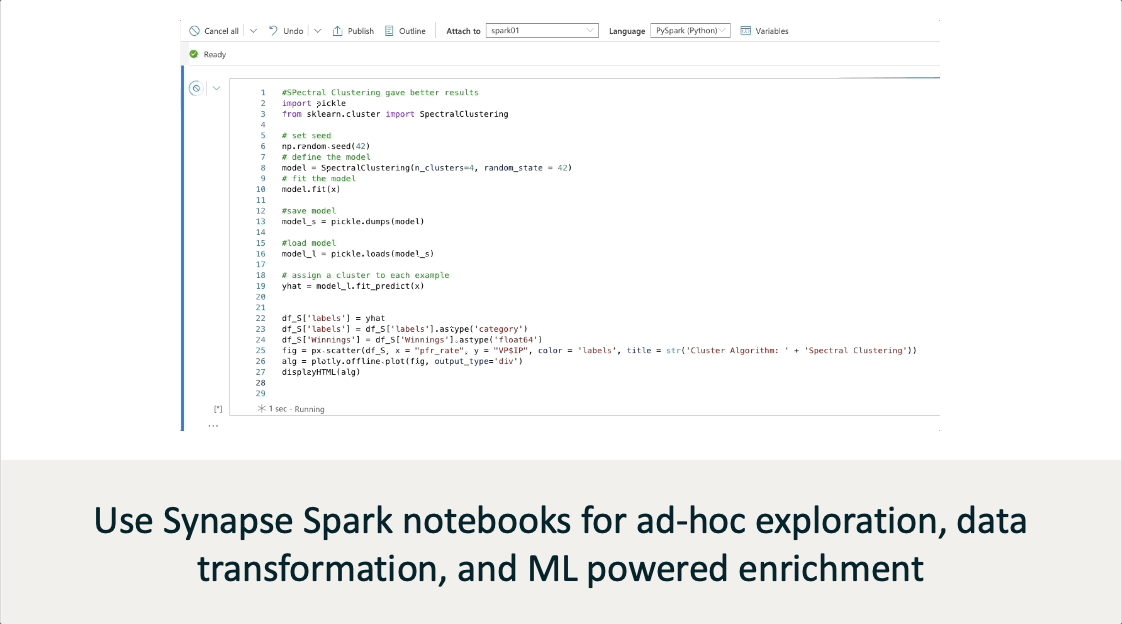 Cancel all Undo Publish Outline Attach to spark01 Language PySpark (Python) Variables
Ready
1 #SPectral Clustering gave better results
2 import pickle
3 from sklearn.cluster import SpectralClustering
4
5 # set seed
6 np.random.seed(42)
7 # define the model
8 model = SpectralClustering(n_clusters=4, random_state = 42)
9 # fit the model
10 model.fit(x)
11
12 #save model
13 model_s = pickle.dumps(model)
14
15 #load model
16 model_l = pickle.loads(model_s)
17
18 # assign a cluster to each example
19 yhat = model_l.fit_predict(x)
20
21
22 df_S['labels'] = yhat
23 df_S['labels'] = df_S['labels'].astype('category')
24 df_S['Winnings'] = df_S['Winnings'].astype('float64')
25 fig = px.scatter(df_S, x = "pfr_rate", y = "VP$IP", color = 'labels', title = str('Cluster Algorithm: ' + 'Spectral Clustering'))
26 alg = plotly.offline.plot(fig, output_type='div')
27 displayHTML(alg)
28
29
[*] 1 sec - Running
...
Use Synapse Spark notebooks for ad-hoc exploration, data
transformation, and ML powered enrichment